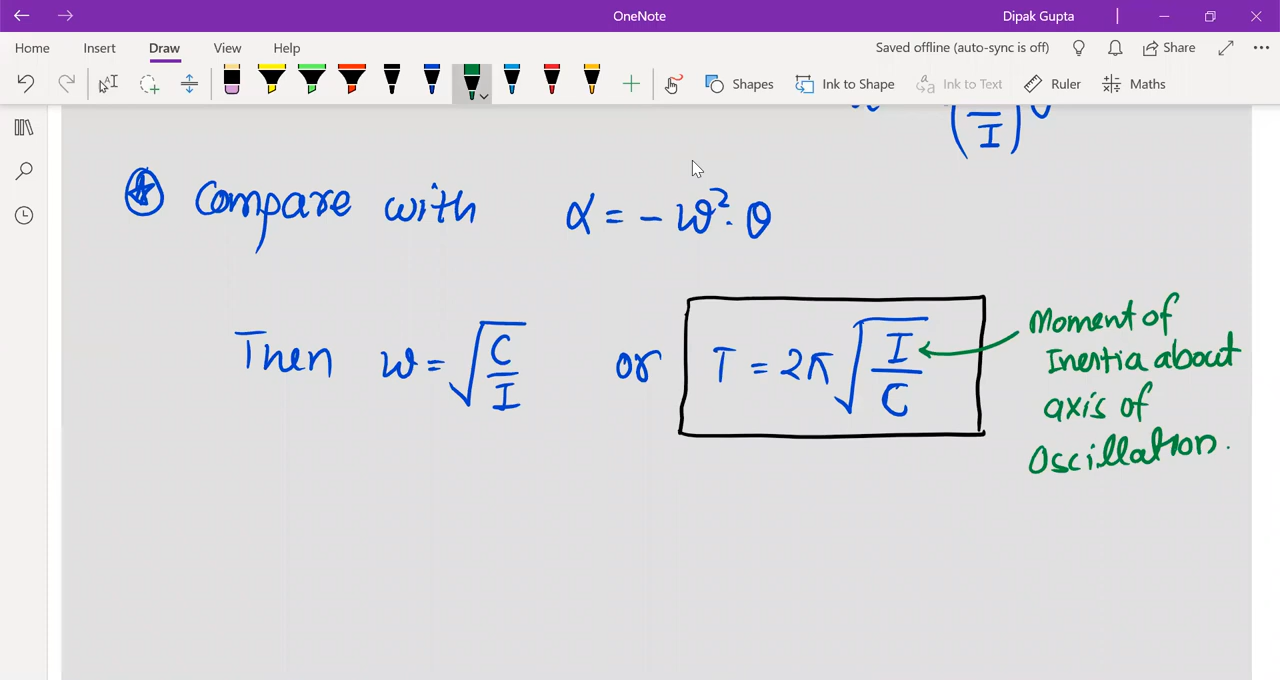 OneNote
Dipak Gupta
Home Insert Draw View Help
Saved offline (auto-sync is off)
Share
Shapes
Ink to Shape
Ink to Text
Ruler
Maths
I
Compare with α = - ω². θ
Then ω = √(C/I) or T = 2π √(I/C)
Moment of
Inertia about
axis of
Oscillation.